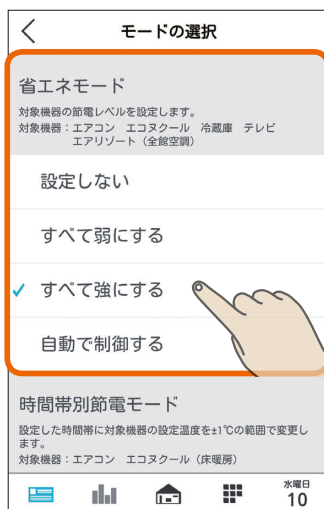 モードの選択
省エネモード
対象機器の節電レベルを設定します。
対象機器：エアコン　エコヌクール　冷蔵庫　テレビ
エアリゾート（全館空調）
設定しない
すべて弱にする
すべて強にする
自動で制御する
時間帯別節電モード
設定した時間帯に対象機器の設定温度を±1℃の範囲で変更し
ます。
対象機器：エアコン　エコヌクール（床暖房）
水曜日
10